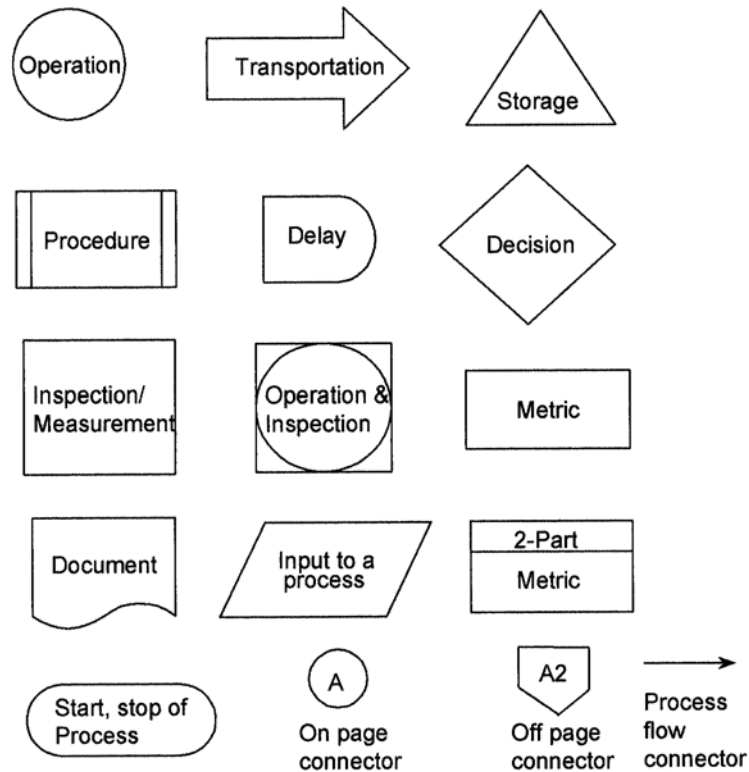 Operation
Transportation
Storage
Procedure
Delay
Decision
Inspection/
Measurement
Operation &
Inspection
Metric
Document
Input to a
process
2-Part
Metric
Start, stop of
Process
A
On page
connector
A2
Off page
connector
Process
flow
connector